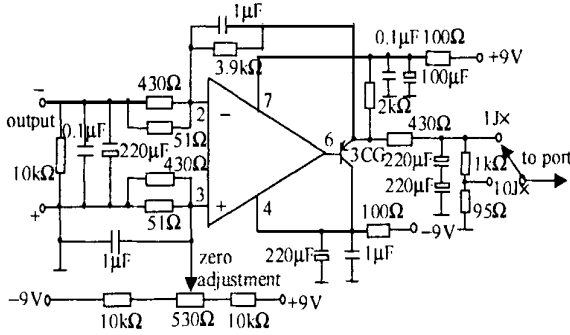 1μF
3.9kΩ
0.1μF 100Ω
+9V
100μF
430Ω
2
7
2kΩ
−
−
output
0.1μF
220μF
51Ω
430Ω
10kΩ
6
3CG
430Ω
1J×
220μF
220μF
1kΩ
10J×
to port
95Ω
+
3
+
4
51Ω
100Ω
−9V
1μF
220μF
1μF
zero
adjustment
−9V
+9V
10kΩ
530Ω
10kΩ